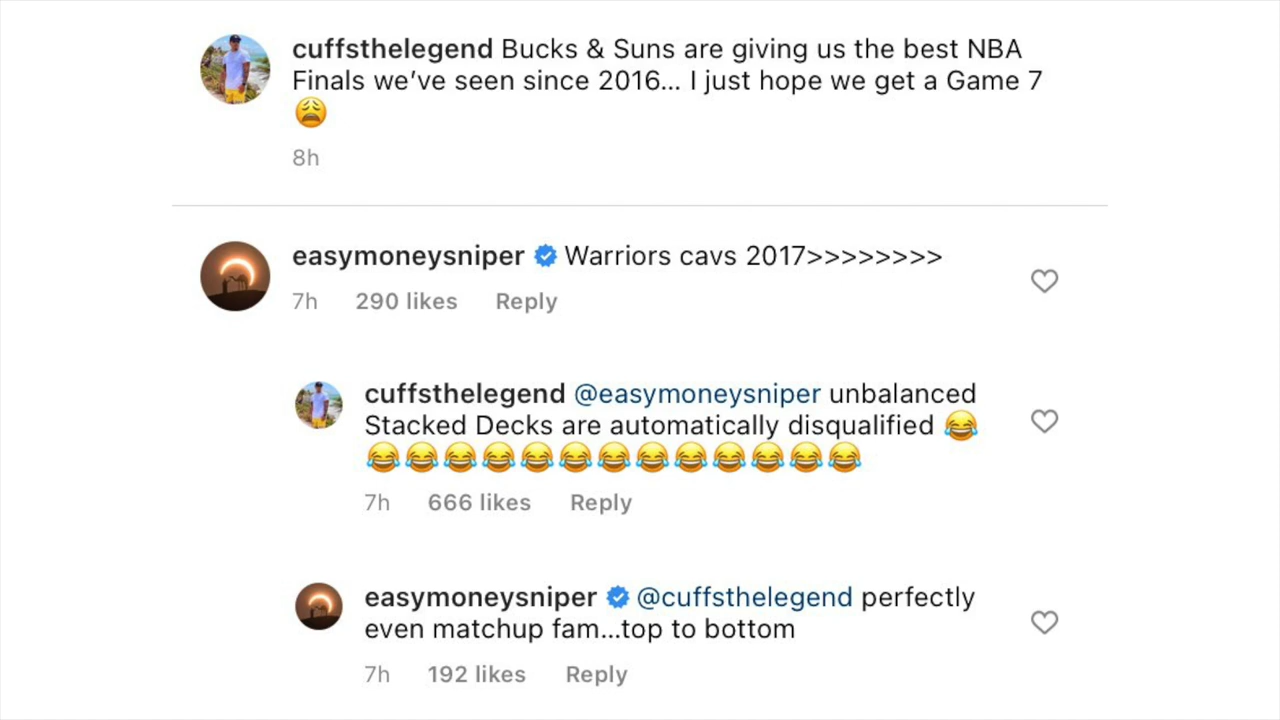 cuffsthelegend Bucks & Suns are giving us the best NBA
Finals we’ve seen since 2016... I just hope we get a Game 7
😩
8h
easymoneysniper Warriors cavs 2017>>>>>>>>
7h 290 likes Reply
cuffsthelegend @easymoneysniper unbalanced
Stacked Decks are automatically disqualified 😂
😂😂😂😂😂😂😂😂😂😂😂😂😂
7h 666 likes Reply
easymoneysniper @cuffsthelegend perfectly
even matchup fam...top to bottom
7h 192 likes Reply